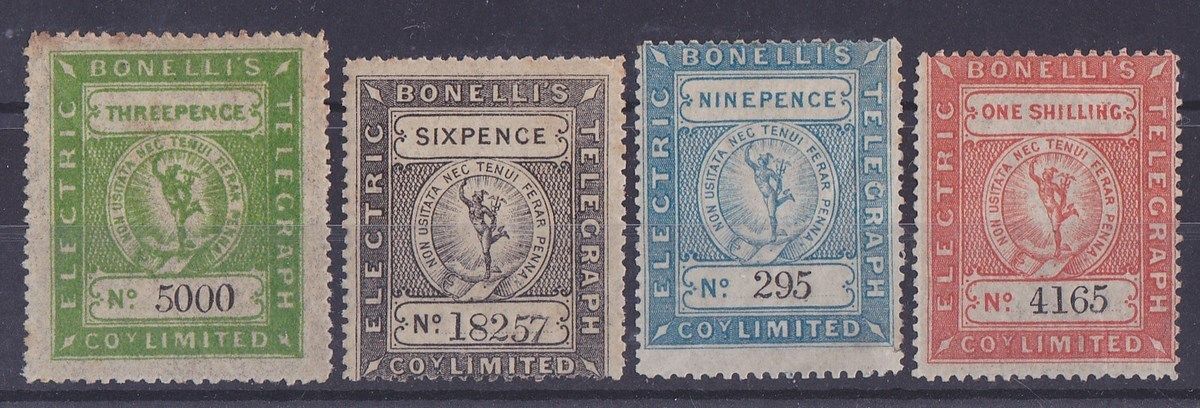 BONELLI'S
THREEPENCE
ELECTRIC
TELEGRAPH
NON USITATA NEC TENUI FERAR PENNA
No 5000
COY LIMITED
BONELLI'S
SIXPENCE
ELECTRIC
TELEGRAPH
NON USITATA NEC TENUI FERAR PENNA
No 18257
COY LIMITED
BONELLI'S
NINEPENCE
ELECTRIC
TELEGRAPH
NON USITATA NEC TENUI FERAR PENNA
No 295
COY LIMITED
BONELLI'S
ONE SHILLING
ELECTRIC
TELEGRAPH
NON USITATA NEC TENUI FERAR PENNA
No 4165
COY LIMITED